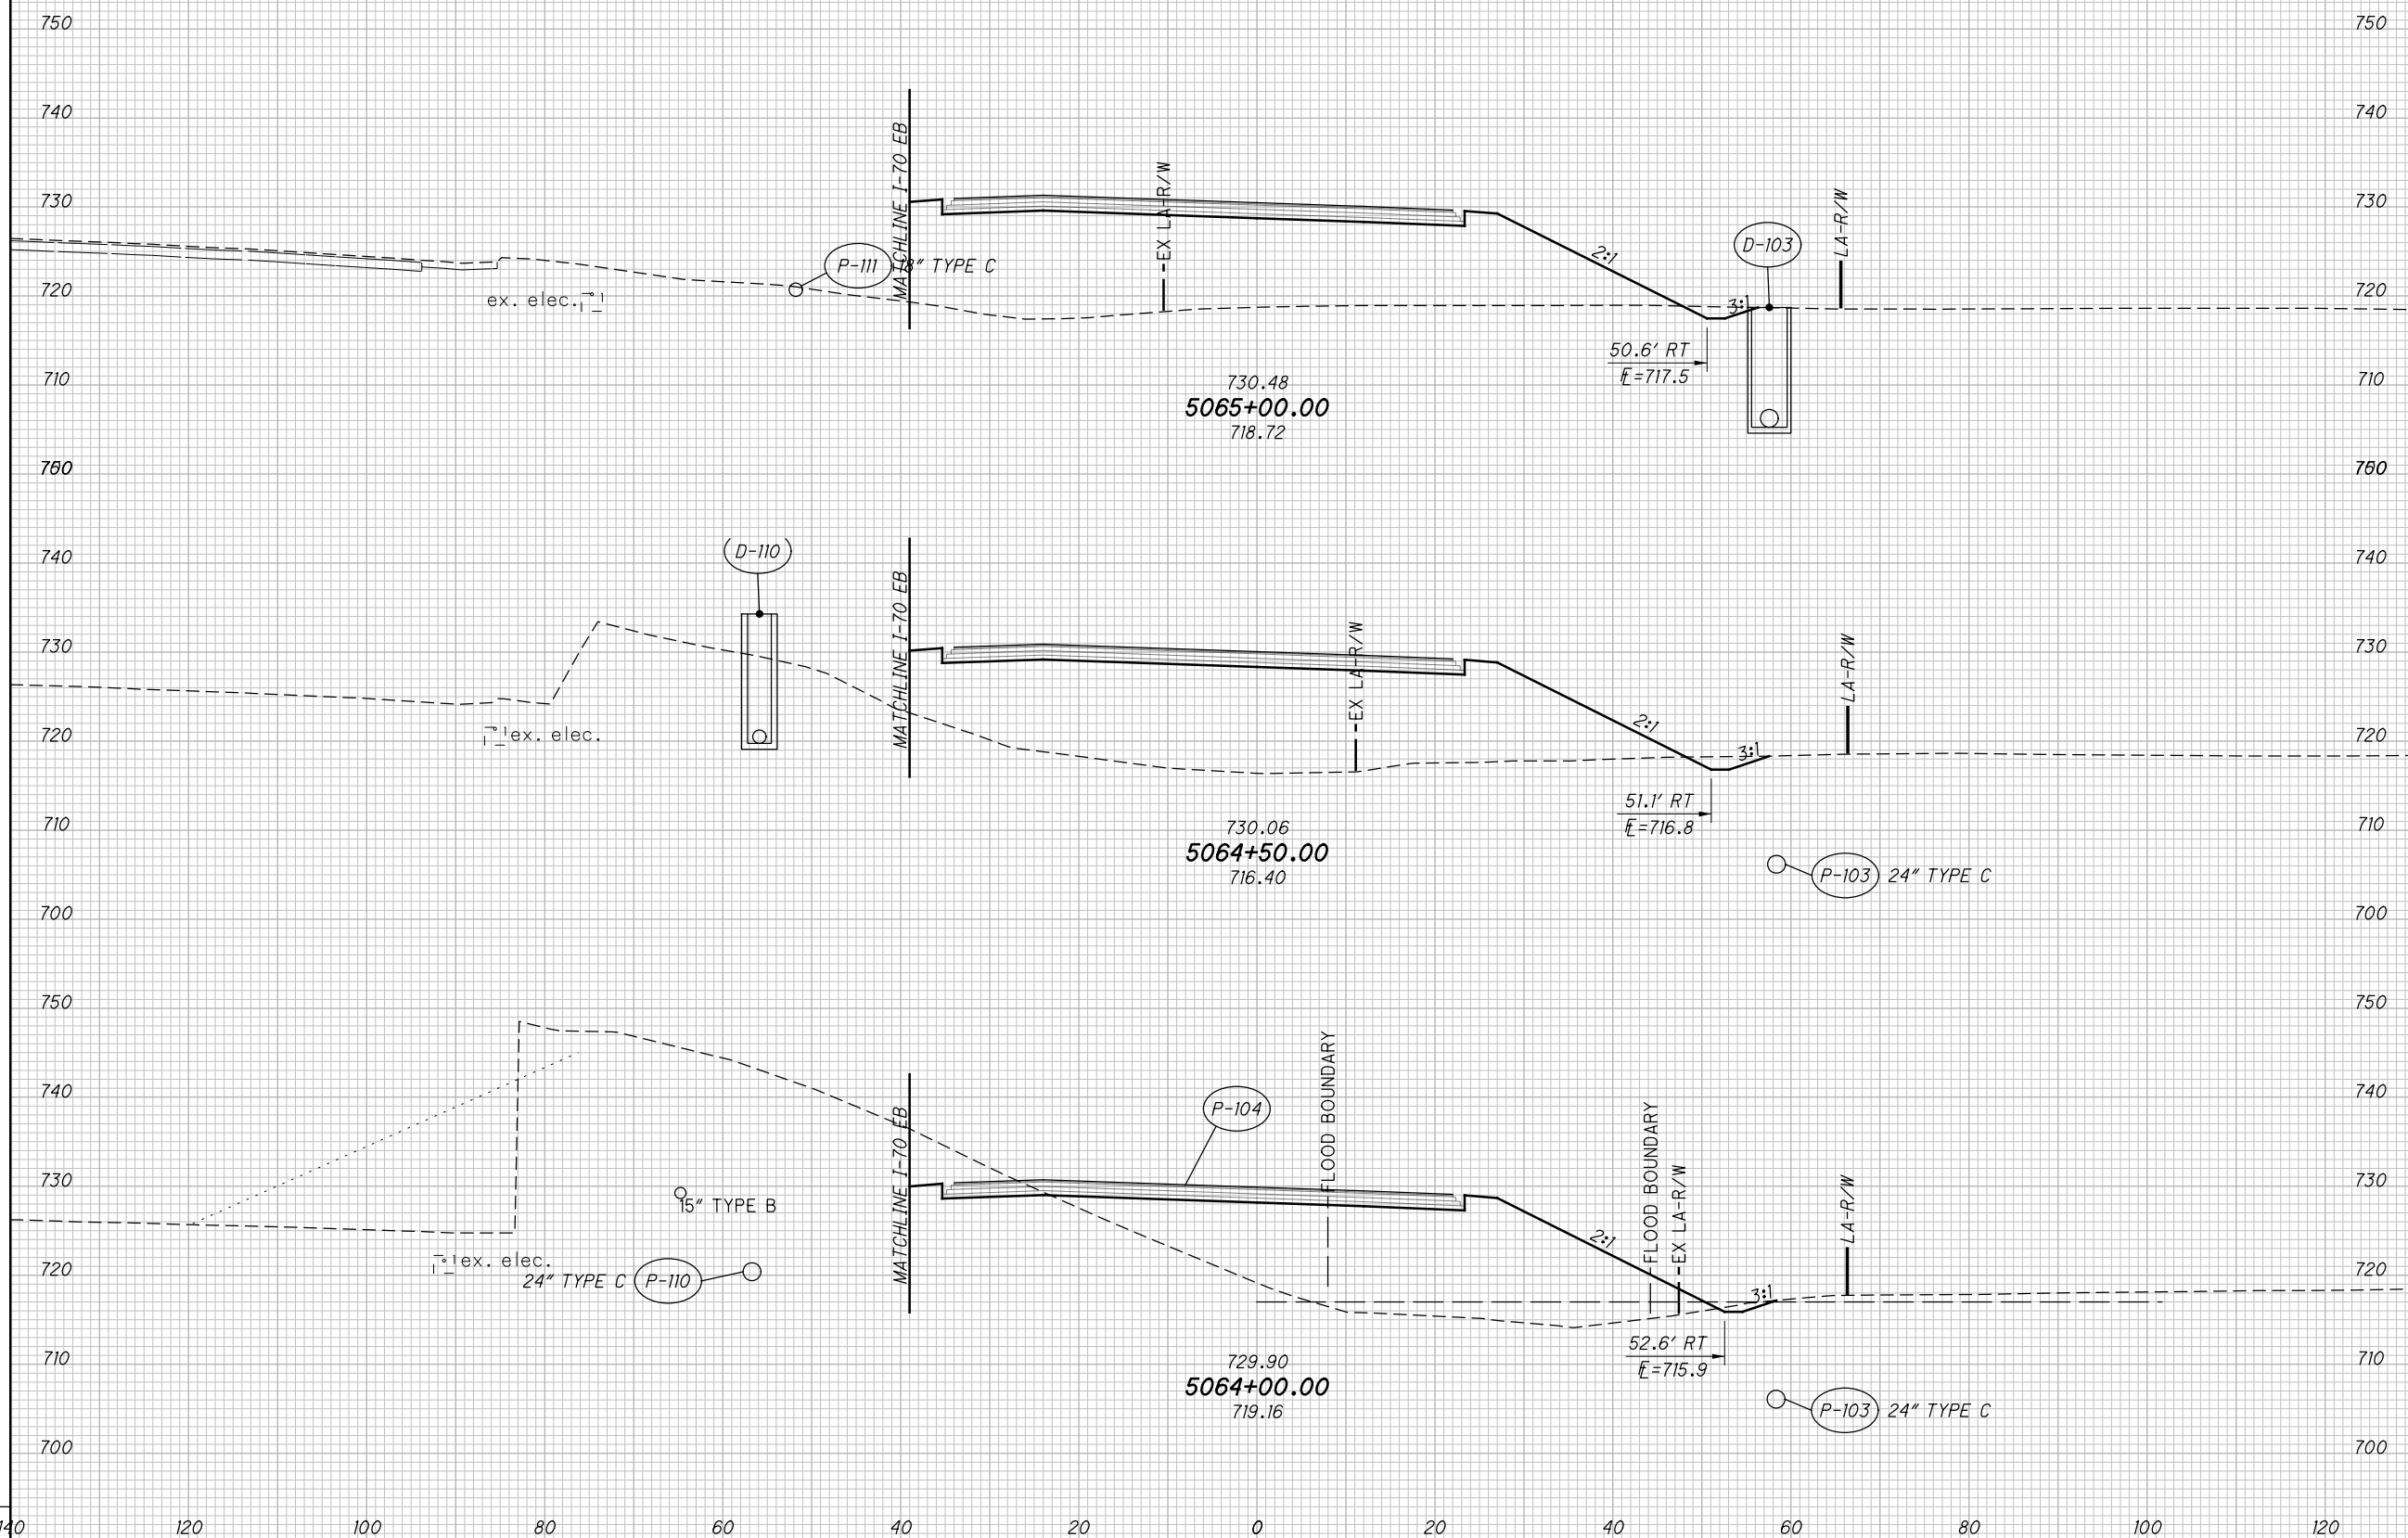 750 750
740 740
MATCHLINE I-70 EB
EX LA-R/W
LA-R/W
730 730
D-103
P-111 18" TYPE C
2:1
ex. elec.
720 720
3:1
50.6' RT
FL=717.5
710 710
730.48
5065+00.00
718.72
D-110
740 740
MATCHLINE I-70 EB
EX LA-R/W
LA-R/W
730 730
2:1
ex. elec.
720 720
3:1
51.1' RT
FL=716.8
710 710
730.06
5064+50.00
716.40
P-103 24" TYPE C
700 700
750 750
FLOOD BOUNDARY
740 740
P-104
MATCHLINE I-70 EB
FLOOD BOUNDARY
EX LA-R/W
LA-R/W
730 730
15" TYPE B
2:1
ex. elec.
24" TYPE C P-110
720 720
3:1
52.6' RT
FL=715.9
710 710
729.90
5064+00.00
719.16
P-103 24" TYPE C
700 700
140 120 100 80 60 40 20 0 20 40 60 80 100 120